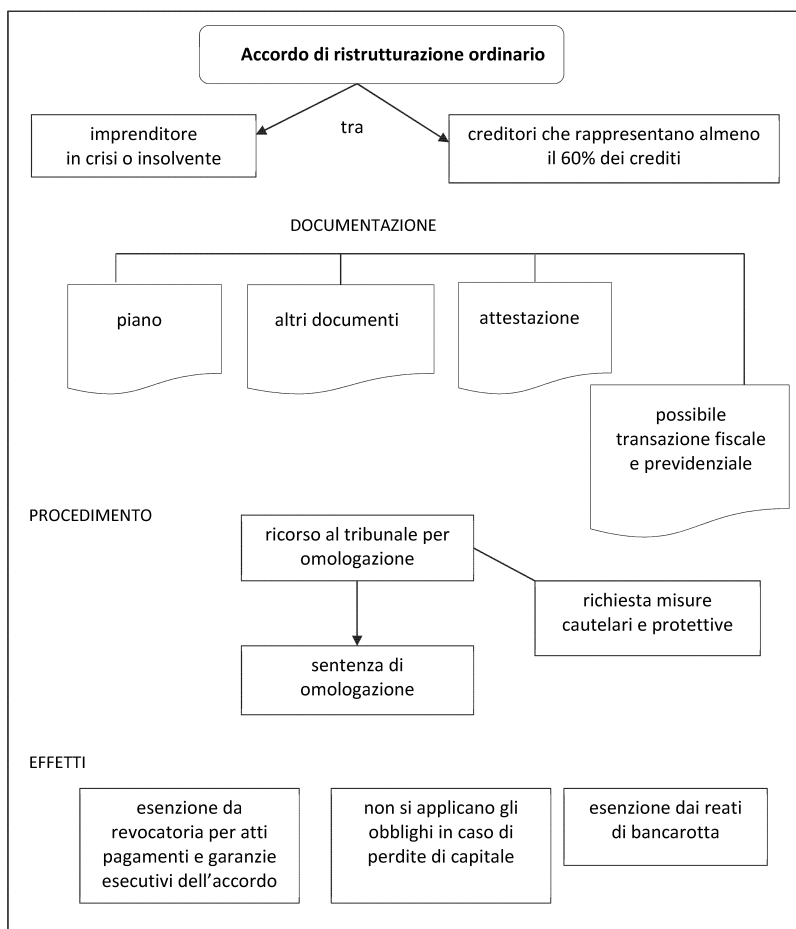 Accordo di ristrutturazione ordinario
imprenditore
in crisi o insolvente
tra
creditori che rappresentano almeno
il 60% dei crediti
DOCUMENTAZIONE
piano
altri documenti
attestazione
possibile
transazione fiscale
e previdenziale
PROCEDIMENTO
ricorso al tribunale per
omologazione
richiesta misure
cautelari e protettive
sentenza di
omologazione
EFFETTI
esenzione da
revocatoria per atti
pagamenti e garanzie
esecutivi dell’accordo
non si applicano gli
obblighi in caso di
perdite di capitale
esenzione dai reati
di bancarotta